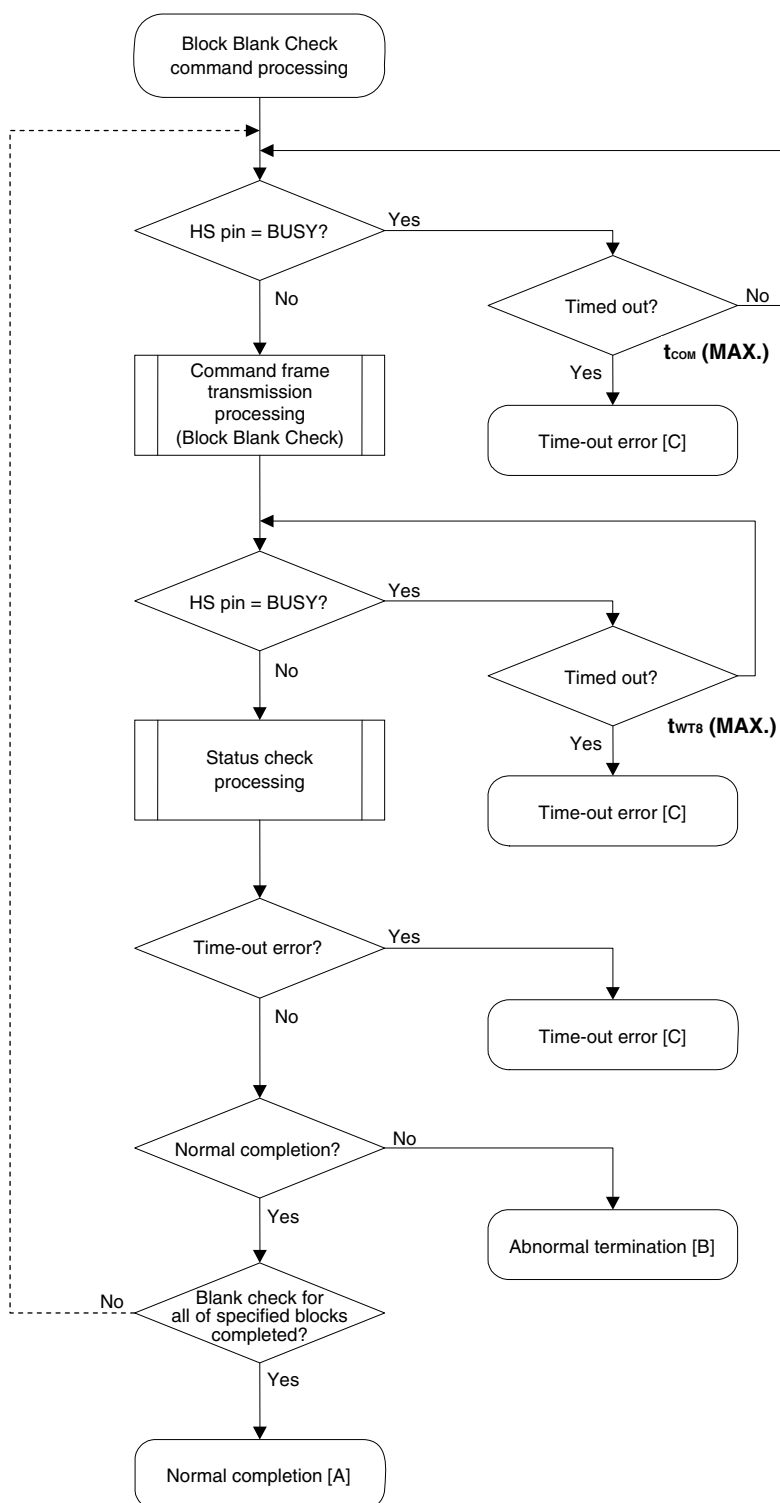 Block Blank Check
command processing
HS pin = BUSY?
Yes
No
Timed out?
No
tCOM (MAX.)
Yes
Time-out error [C]
Command frame
transmission
processing
(Block Blank Check)
HS pin = BUSY?
Yes
No
Timed out?
tWT8 (MAX.)
Yes
Time-out error [C]
Status check
processing
Time-out error?
Yes
No
Time-out error [C]
Normal completion?
No
Yes
Abnormal termination [B]
No
Blank check for
all of specified blocks
completed?
Yes
Normal completion [A]